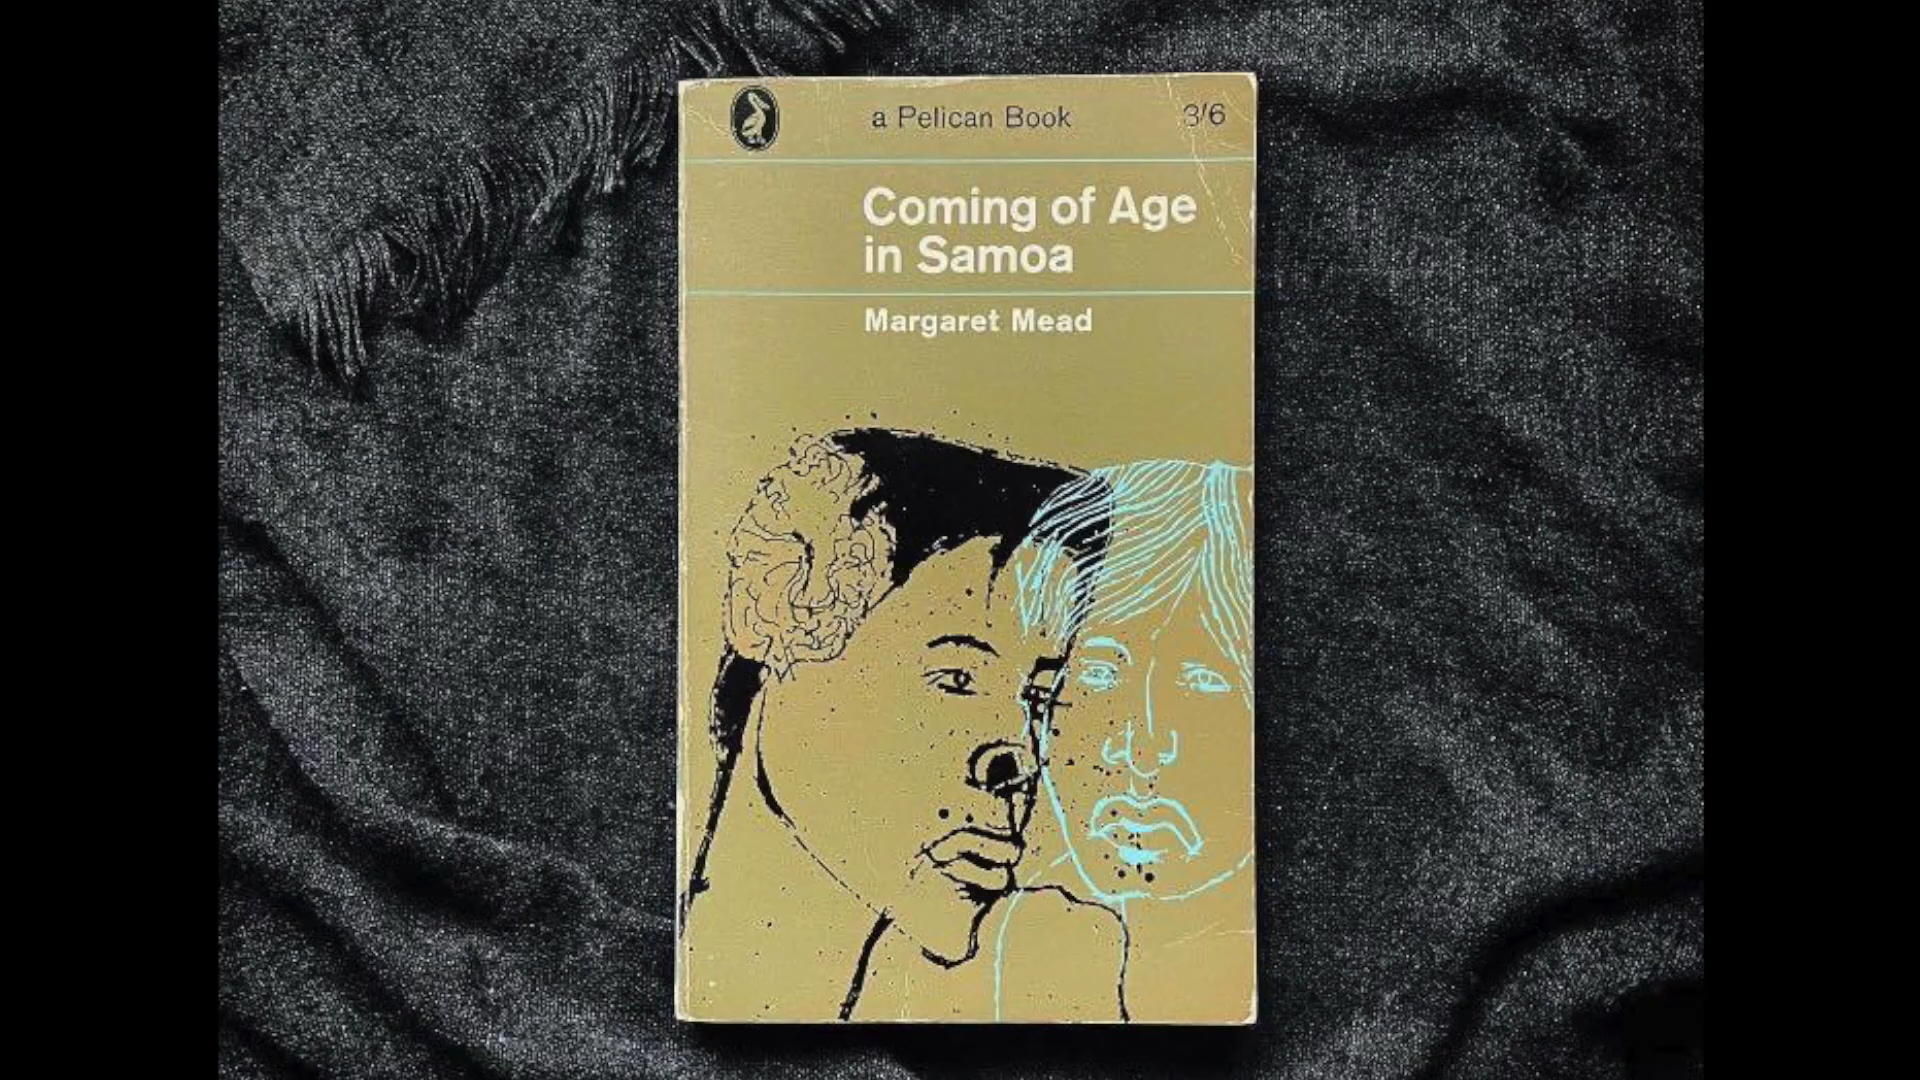 a Pelican Book 3/6
Coming of Age
in Samoa
Margaret Mead